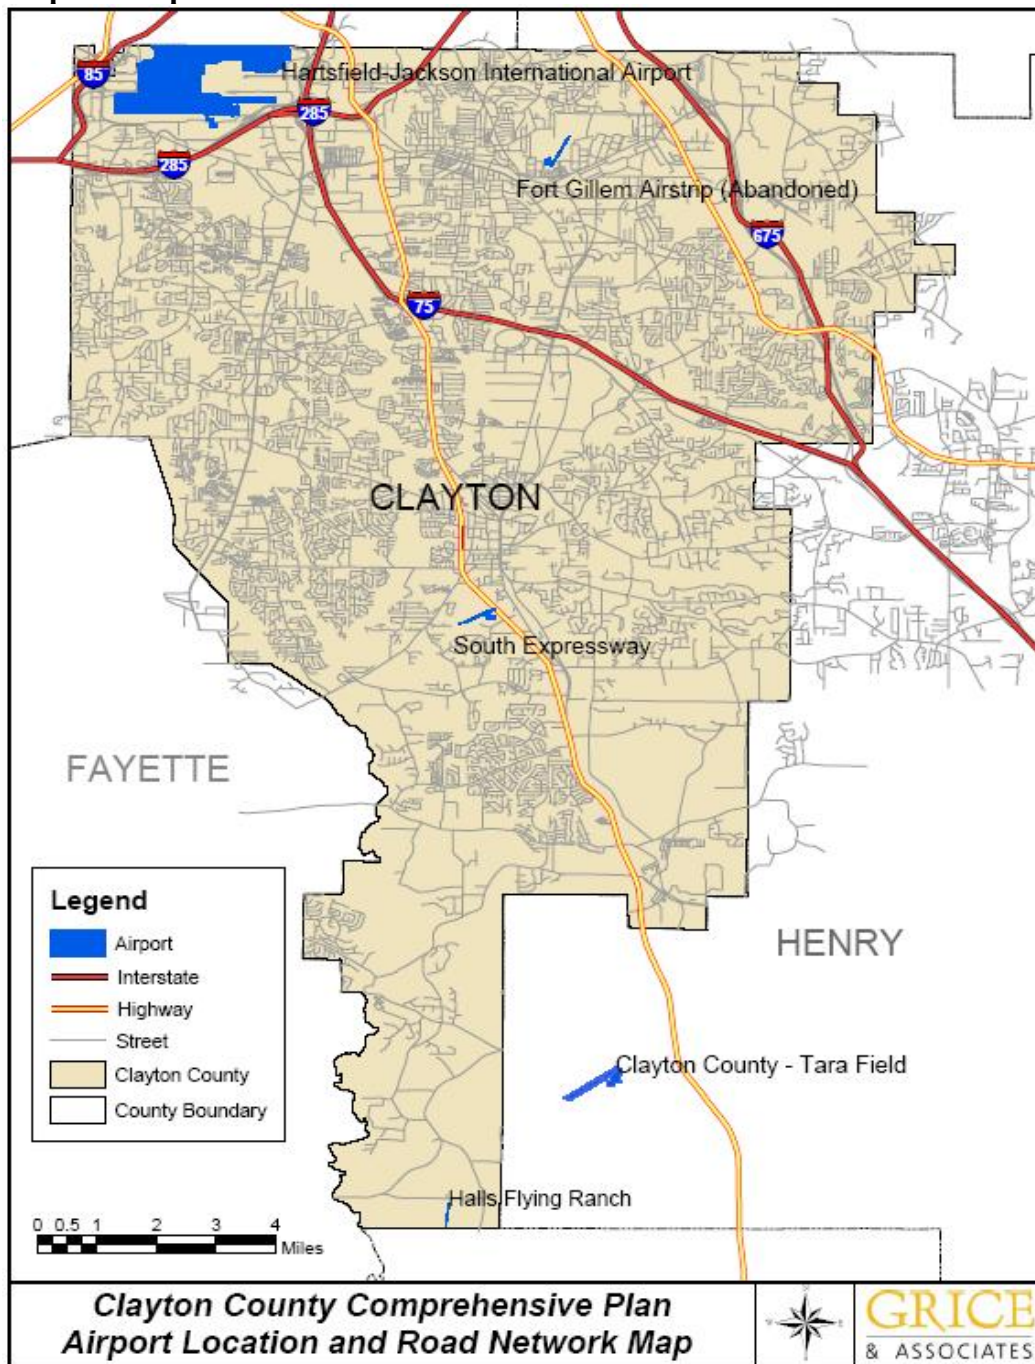 85
Hartsfield-Jackson International Airport
285
285
Fort Gillem Airstrip (Abandoned)
675
75
CLAYTON
South Expressway
FAYETTE
HENRY
Legend
Airport
Interstate
Highway
Street
Clayton County
County Boundary
Clayton County - Tara Field
Halls Flying Ranch
0 0.5 1 2 3 4
Miles
Clayton County Comprehensive Plan
Airport Location and Road Network Map
GRICE
& ASSOCIATES